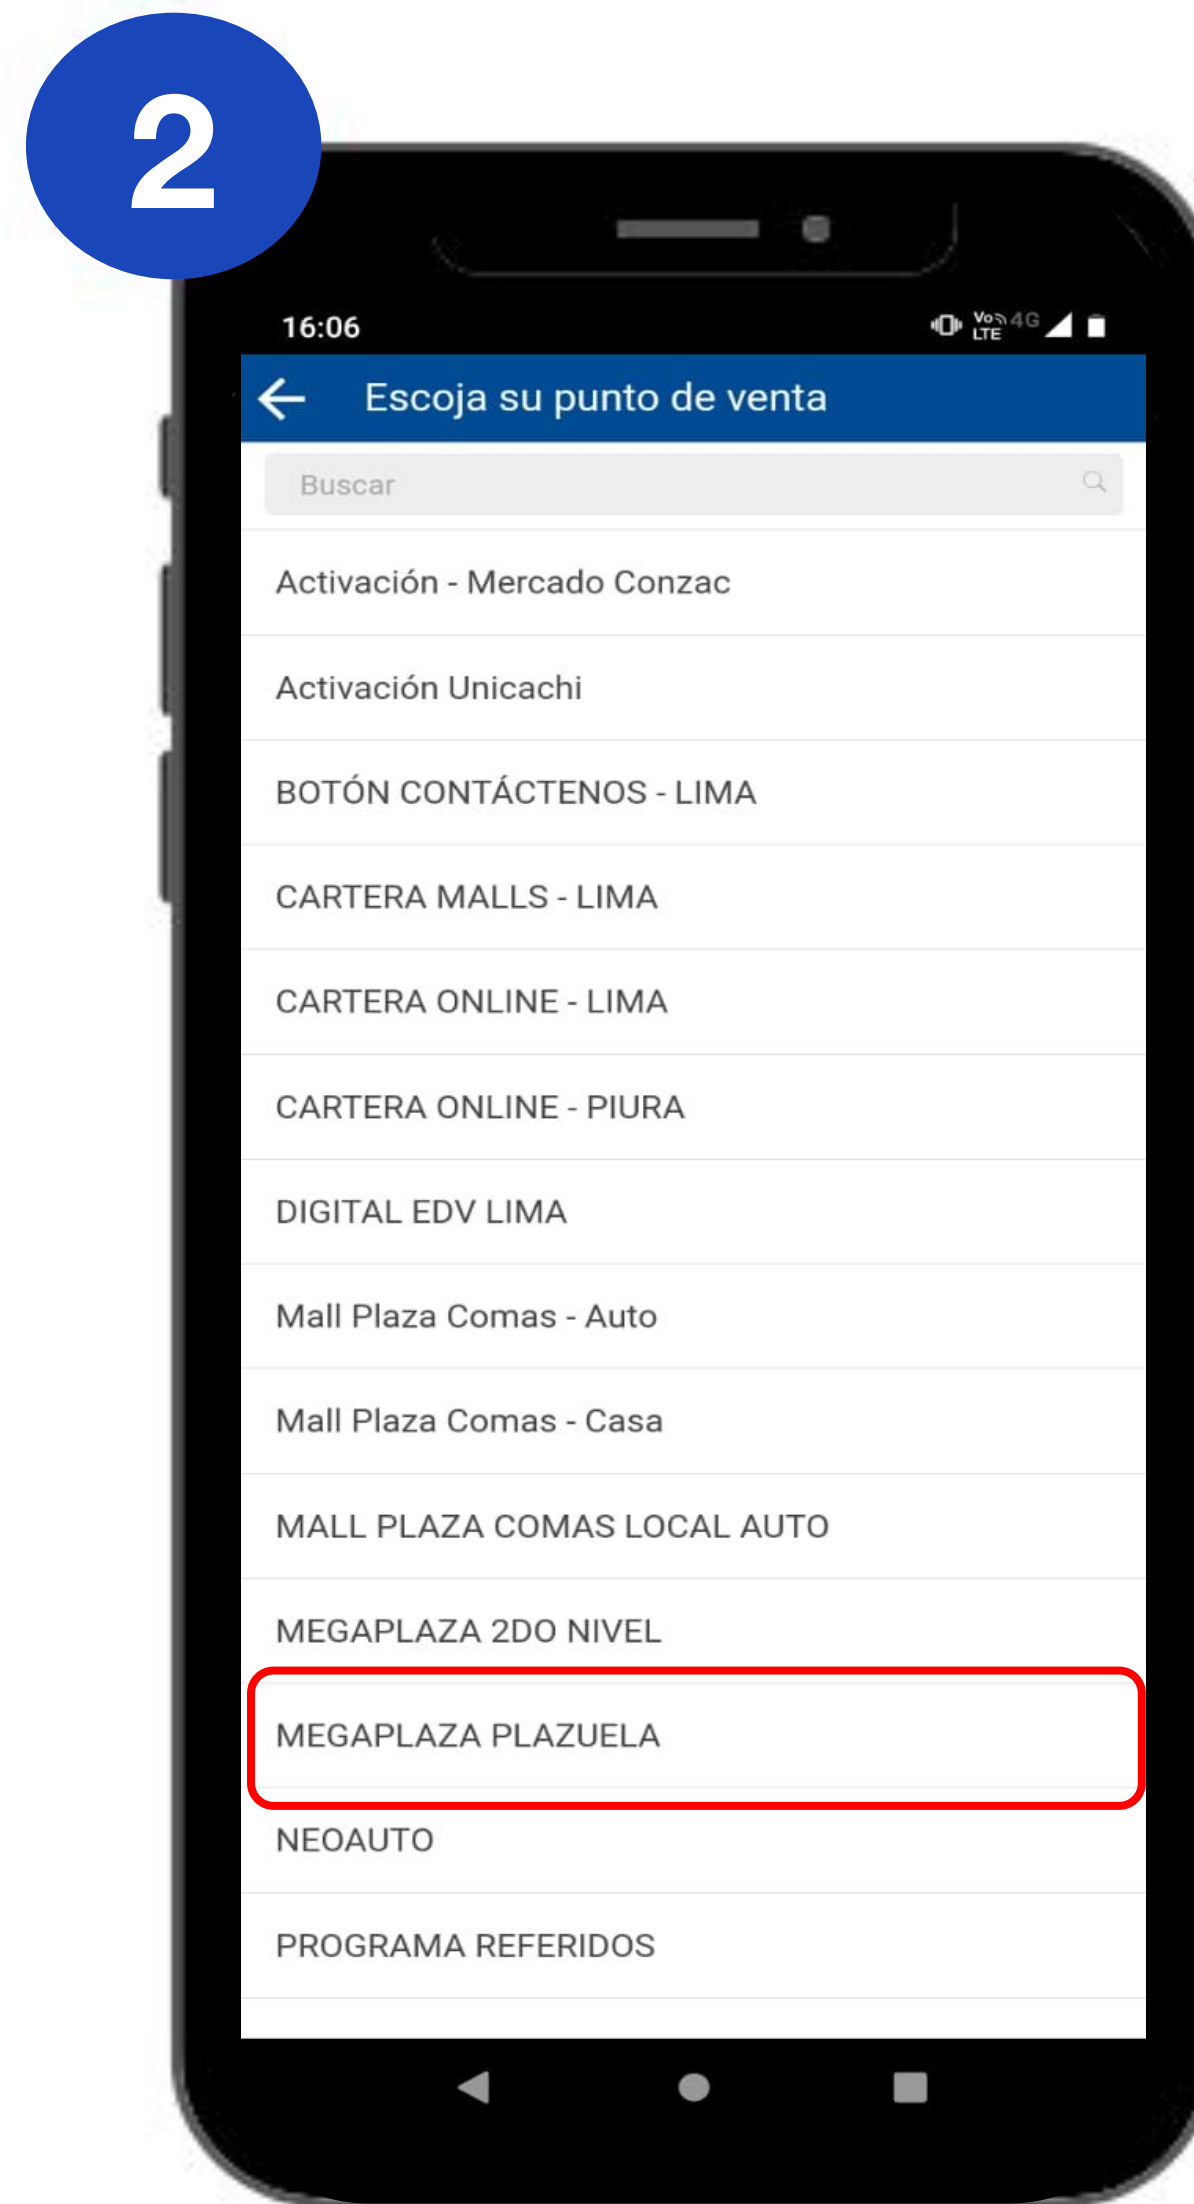 2
16:06
Vo LTE 4G
Escoja su punto de venta
Buscar
Activación - Mercado Conzac
Activación Unicachi
BOTÓN CONTÁCTENOS - LIMA
CARTERA MALLS - LIMA
CARTERA ONLINE - LIMA
CARTERA ONLINE - PIURA
DIGITAL EDV LIMA
Mall Plaza Comas - Auto
Mall Plaza Comas - Casa
MALL PLAZA COMAS LOCAL AUTO
MEGAPLAZA 2DO NIVEL
MEGAPLAZA PLAZUELA
NEOAUTO
PROGRAMA REFERIDOS